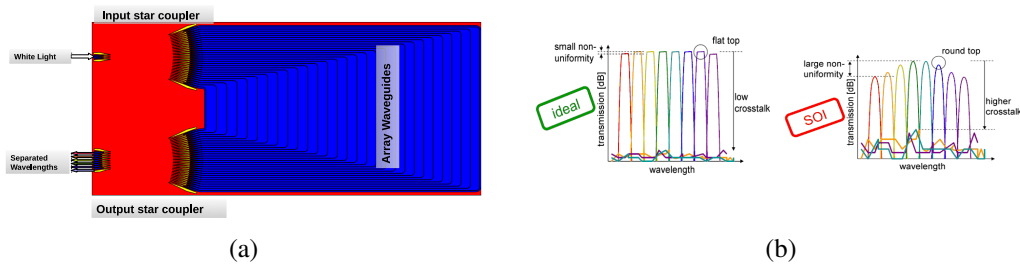 Input star coupler
White Light
Array Waveguides
Separated
Wavelengths
Output star coupler
(a)
small non-
uniformity
flat top
ideal
transmission [dB]
low
crosstalk
wavelength
round top
large non-
uniformity
SOI
transmission [dB]
higher
crosstalk
wavelength
(b)